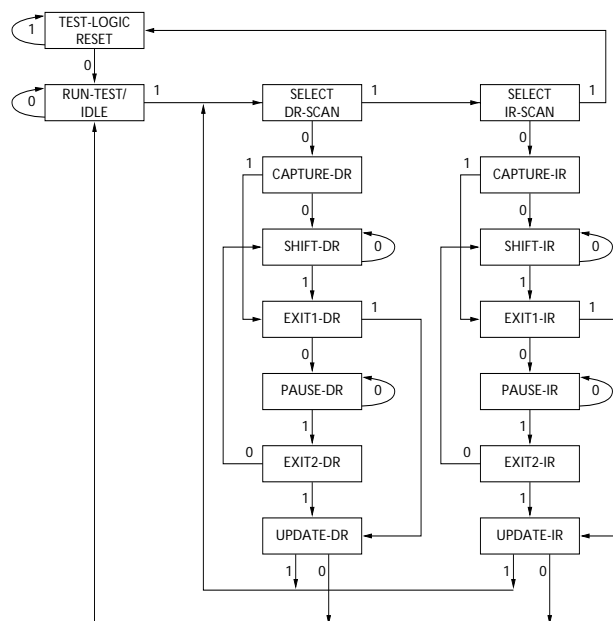 1
TEST-LOGIC
RESET
0
0
RUN-TEST/
IDLE
1
SELECT
DR-SCAN
1
SELECT
IR-SCAN
1
0
0
1
CAPTURE-DR
1
CAPTURE-IR
0
0
SHIFT-DR
0
SHIFT-IR
0
1
1
EXIT1-DR
1
EXIT1-IR
1
0
0
PAUSE-DR
0
PAUSE-IR
0
1
1
0
EXIT2-DR
0
EXIT2-IR
1
1
UPDATE-DR
UPDATE-IR
1
0
1
0